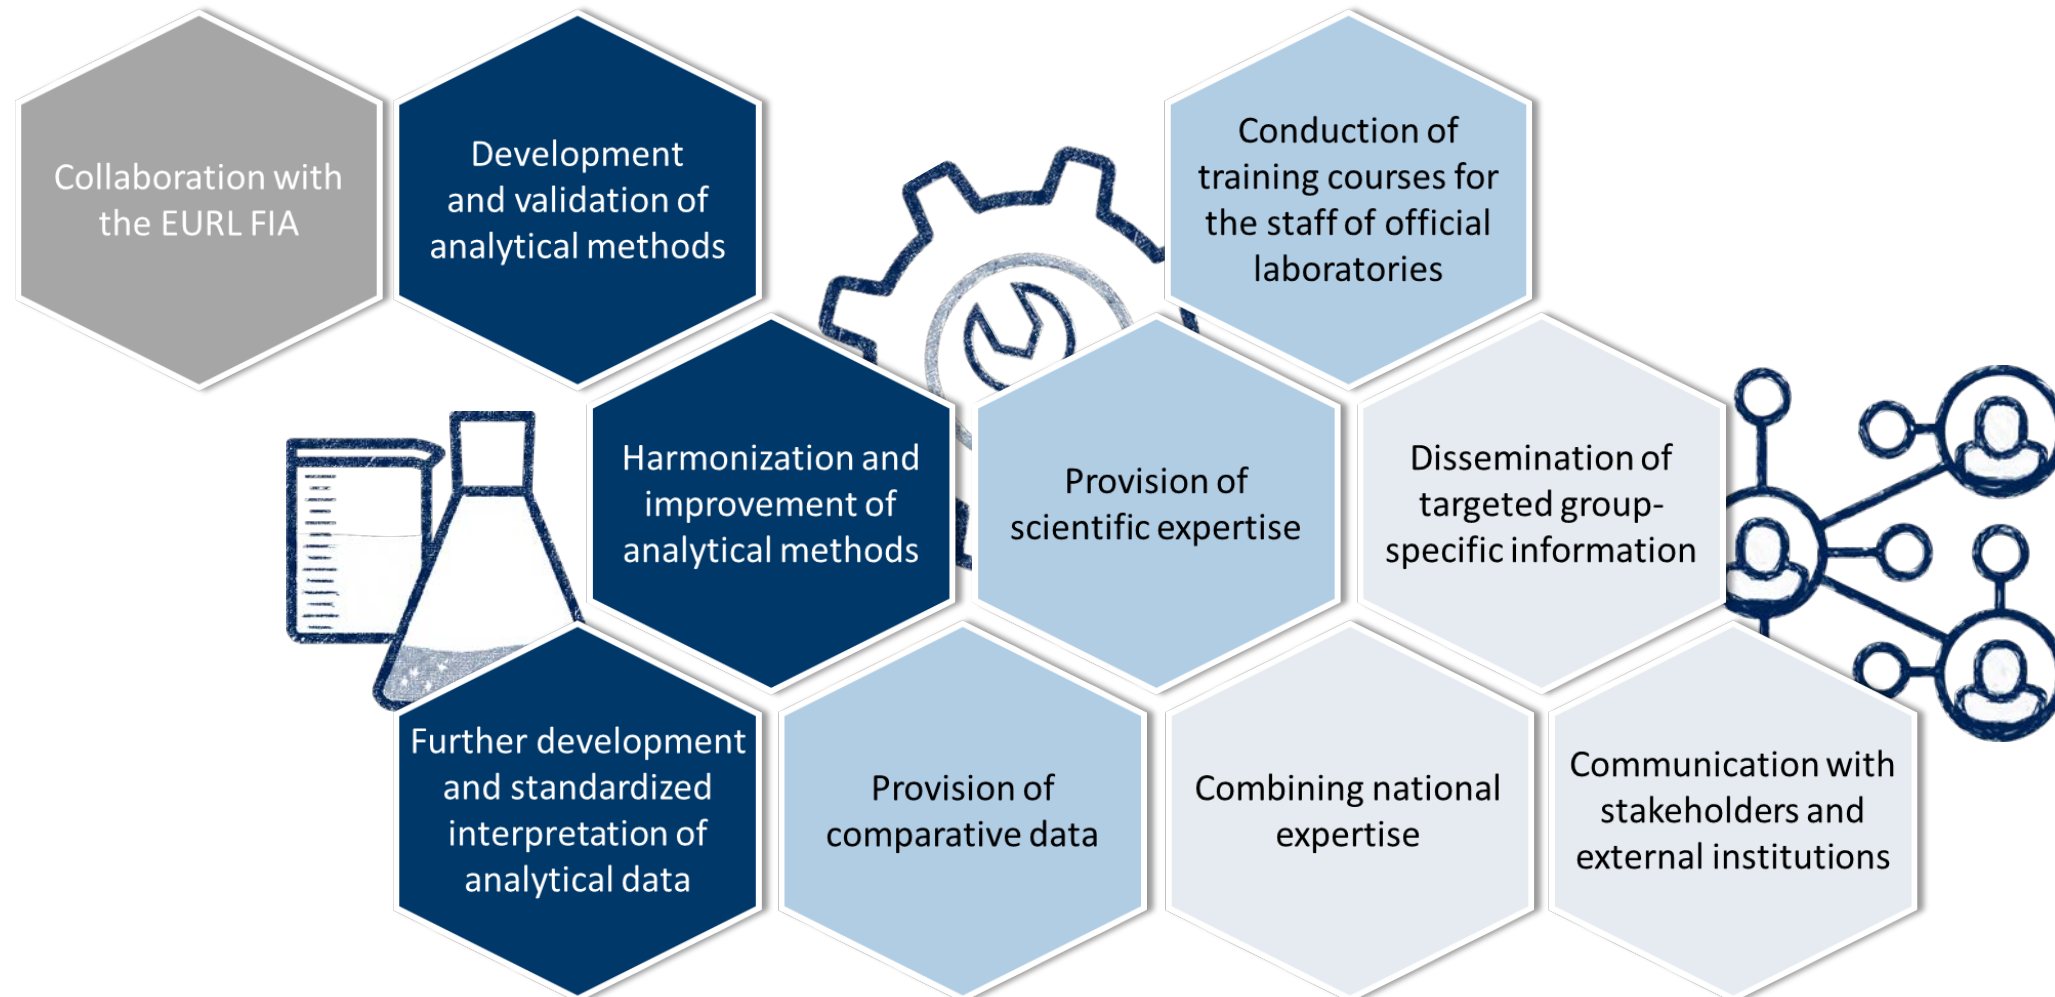 Collaboration with
the EURL FIA
Development
and validation of
analytical methods
Conduction of
training courses for
the staff of official
laboratories
Harmonization and
improvement of
analytical methods
Provision of
scientific expertise
Dissemination of
targeted group-
specific information
Further development
and standardized
interpretation of
analytical data
Provision of
comparative data
Combining national
expertise
Communication with
stakeholders and
external institutions